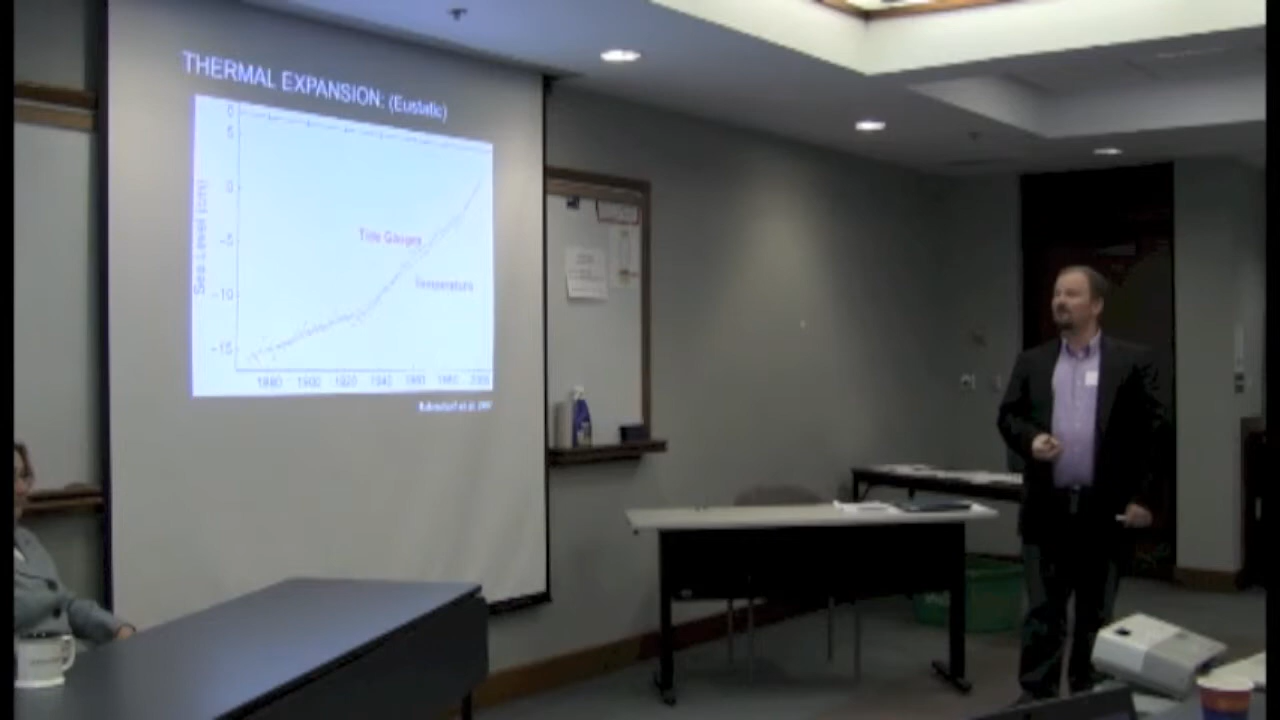 THERMAL EXPANSION: (Eustatic)
0
5
0
-5
-10
-15
Sea Level (cm)
Tide Gauges
Temperature
1880 1900 1920 1940 1960 1980 2000